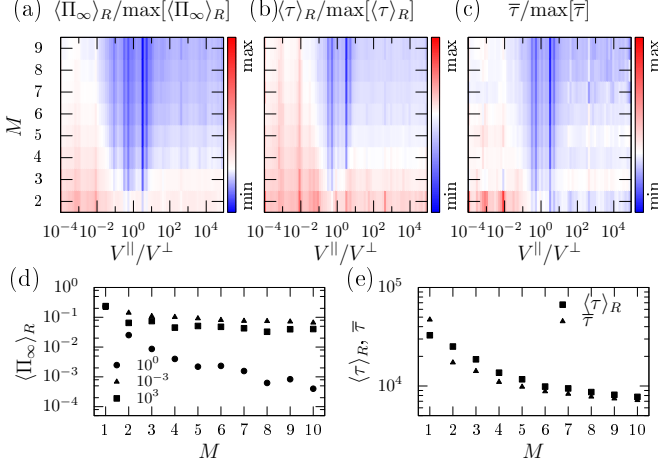 (a) ⟨Π∞⟩R/max[⟨Π∞⟩R] (b) ⟨τ⟩R/max[⟨τ⟩R] (c) τ̅/max[τ̅]
M
9
8
7
6
5
4
3
2
10⁻⁴ 10⁻² 10⁰ 10² 10⁴
V^||/V^⊥
max
min
10⁻⁴ 10⁻² 10⁰ 10² 10⁴
V^||/V^⊥
max
min
10⁻⁴ 10⁻² 10⁰ 10² 10⁴
V^||/V^⊥
max
min
(d)
⟨Π∞⟩R
10⁰
10⁻¹
10⁻²
10⁻³
10⁻⁴
10⁰
10⁻³
10³
1 2 3 4 5 6 7 8 9 10
M
(e)
⟨τ⟩R, τ̅
10⁵
10⁴
⟨τ⟩R
τ̅
1 2 3 4 5 6 7 8 9 10
M